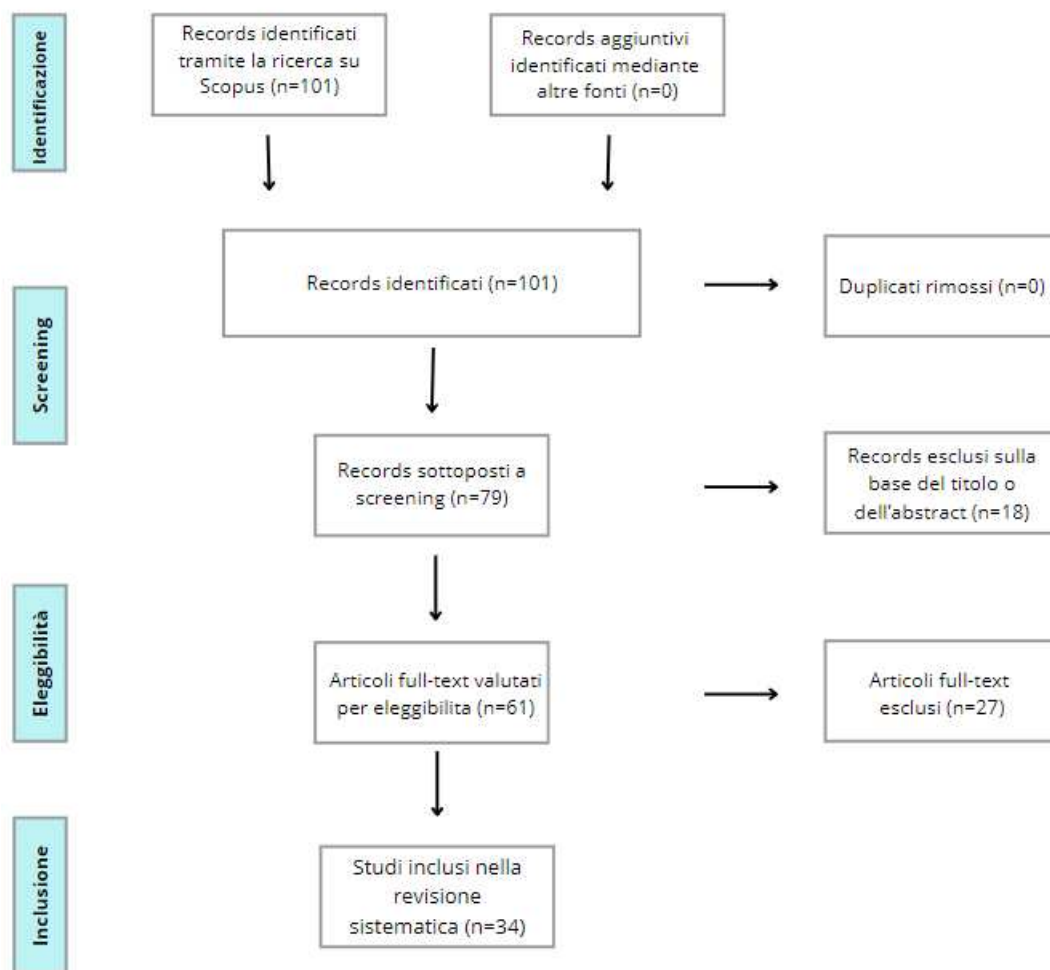 Identificazione
Records identificati
tramite la ricerca su
Scopus (n=101)
Records aggiuntivi
identificati mediante
altre fonti (n=0)
Screening
Records identificati (n=101)
Duplicati rimossi (n=0)
Records sottoposti a
screening (n=79)
Records esclusi sulla
base del titolo o
dell'abstract (n=18)
Eleggibilità
Articoli full-text valutati
per eleggibilita (n=61)
Articoli full-text
esclusi (n=27)
Inclusione
Studi inclusi nella
revisione
sistematica (n=34)